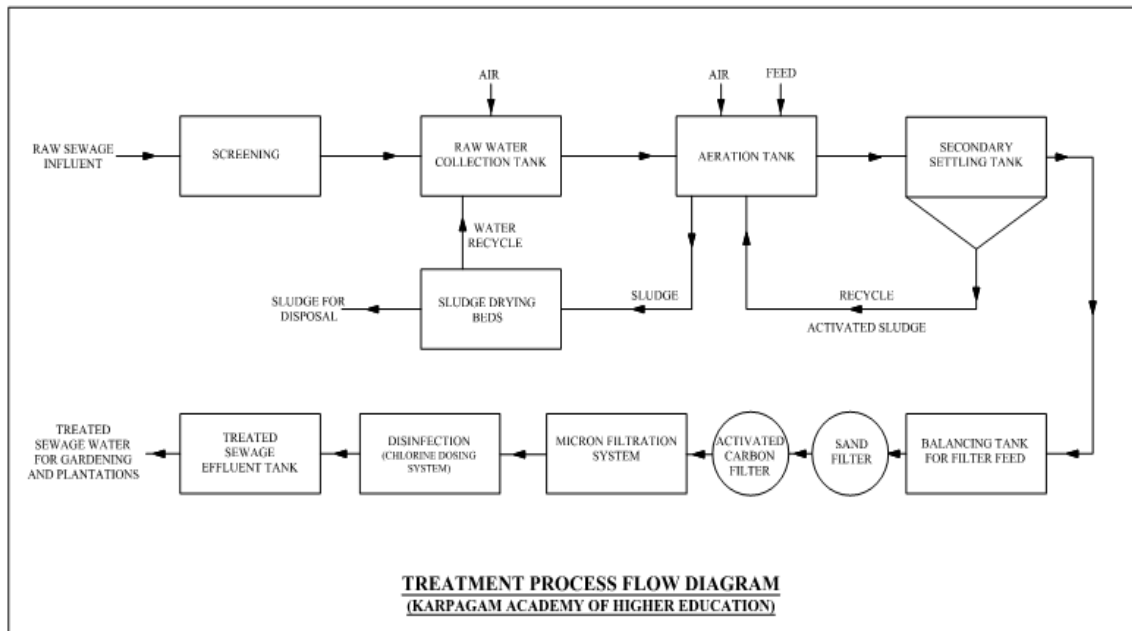 AIR
AIR
FEED
RAW SEWAGE
INFLUENT
SCREENING
RAW WATER
COLLECTION TANK
AERATION TANK
SECONDARY
SETTLING TANK
WATER
RECYCLE
SLUDGE FOR
DISPOSAL
SLUDGE DRYING
BEDS
SLUDGE
RECYCLE
ACTIVATED SLUDGE
TREATED
SEWAGE WATER
FOR GARDENING
AND PLANTATIONS
TREATED
SEWAGE
EFFLUENT TANK
DISINFECTION
(CHLORINE DOSING
SYSTEM)
MICRON FILTRATION
SYSTEM
ACTIVATED
CARBON
FILTER
SAND
FILTER
BALANCING TANK
FOR FILTER FEED
TREATMENT PROCESS FLOW DIAGRAM
(KARPAGAM ACADEMY OF HIGHER EDUCATION)